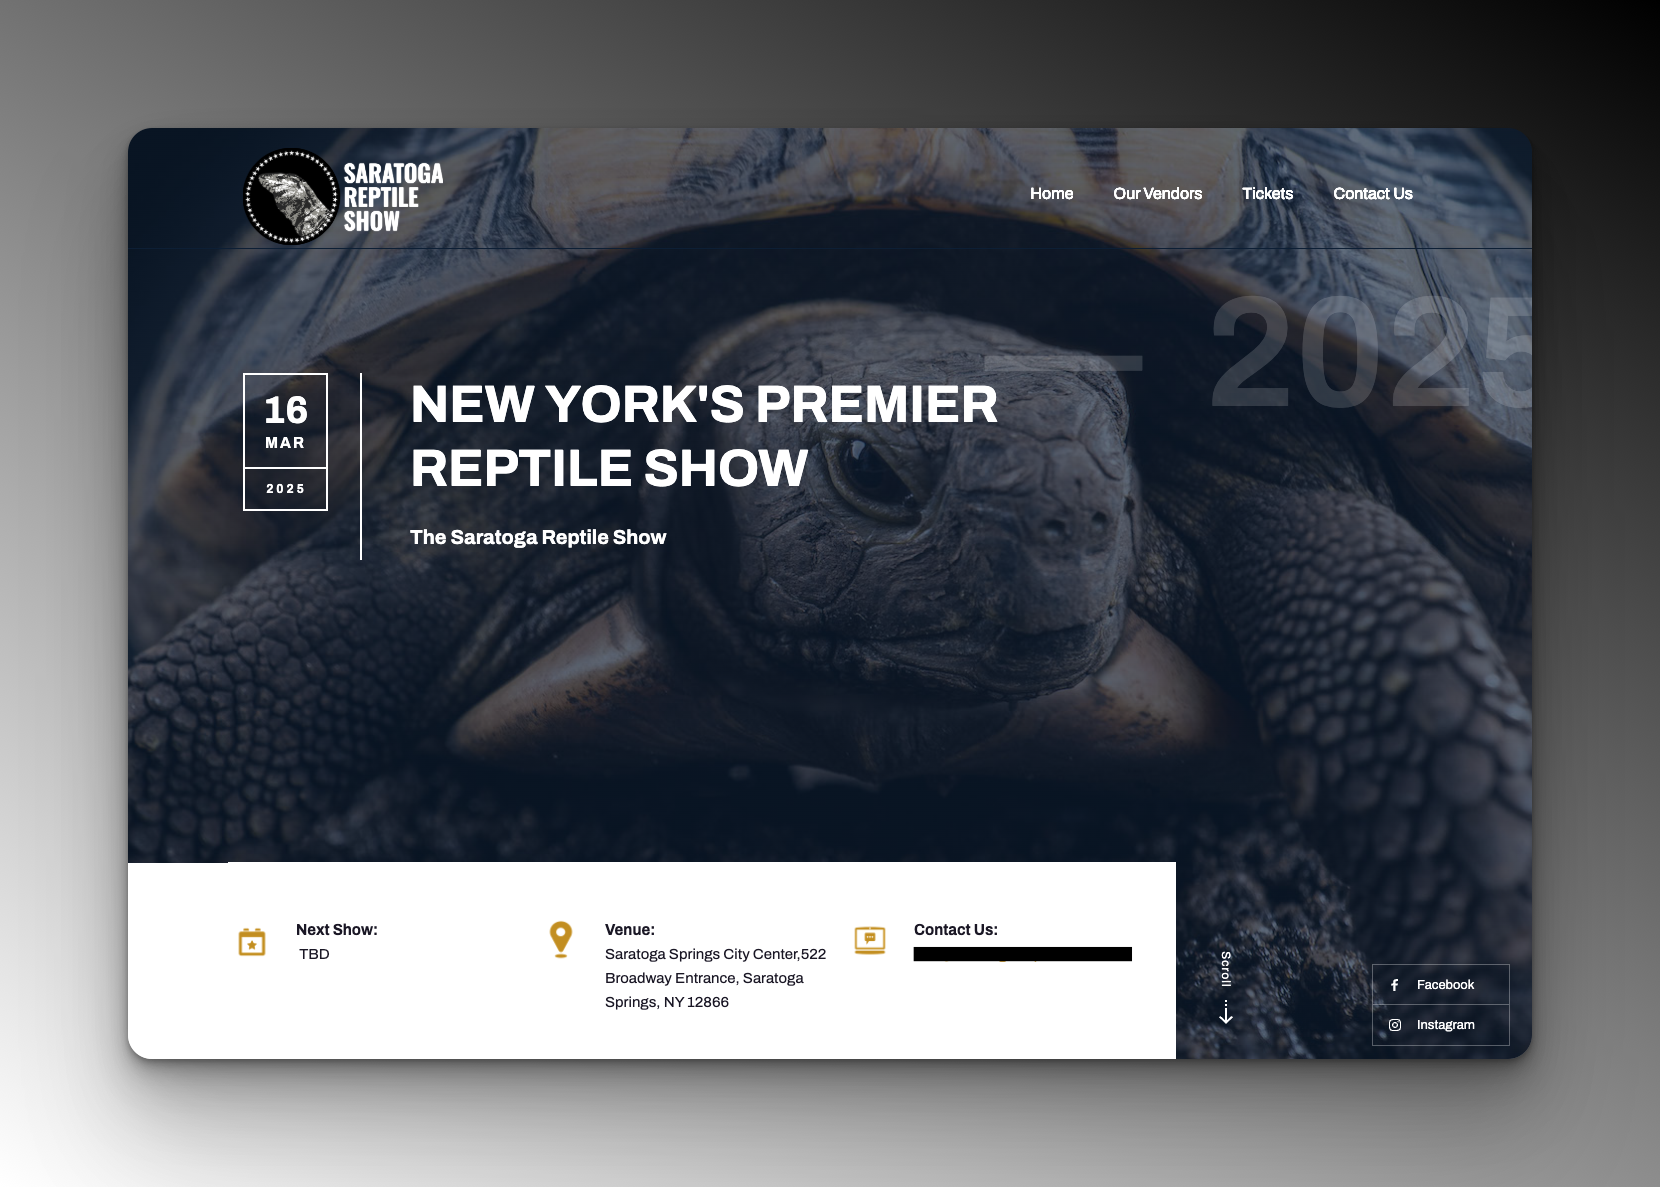 SARATOGA
REPTILE
SHOW
Home
Our Vendors
Tickets
Contact Us
— 2025
16
MAR
2025
NEW YORK'S PREMIER
REPTILE SHOW
The Saratoga Reptile Show
Next Show:
TBD
Venue:
Saratoga Springs City Center,522
Broadway Entrance, Saratoga
Springs, NY 12866
Contact Us:
Scroll
Facebook
Instagram